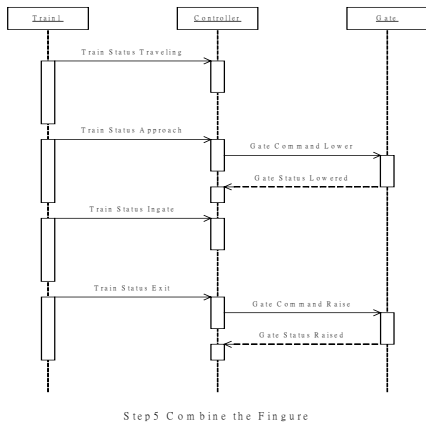 Train1
Controller
Gate
Train Status Traveling
Train Status Approach
Gate Command Lower
Gate Status Lowered
Train Status Ingate
Train Status Exit
Gate Command Raise
Gate Status Raised
Step5 Combine the Fingure